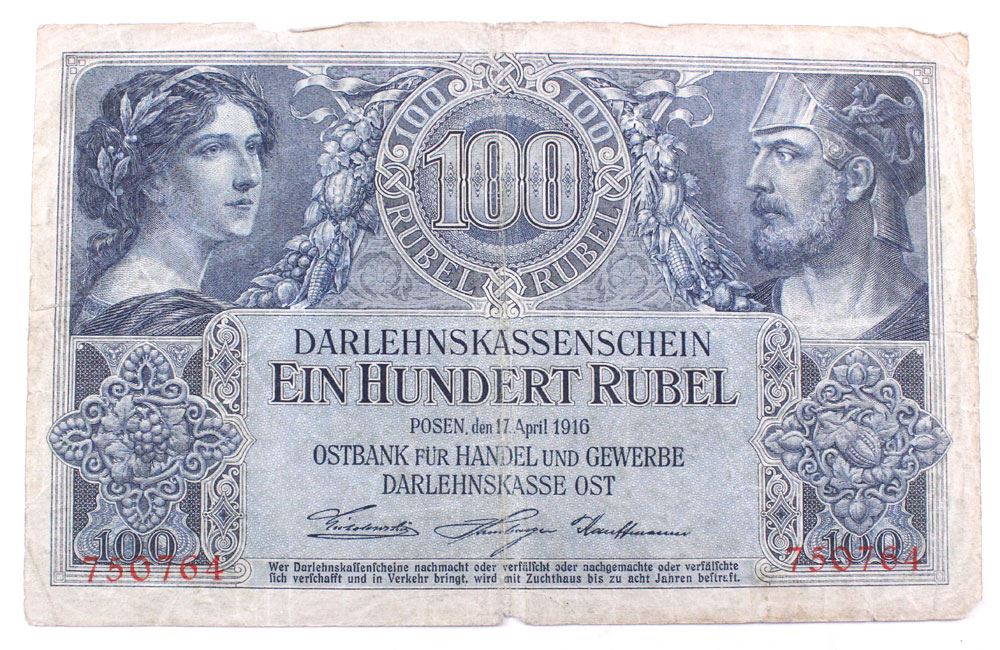 100 100
100
RUBEL RUBEL
DARLEHNSKASSENSCHEIN
EIN HUNDERT RUBEL
POSEN, den 17. April 1916
OSTBANK FÜR HANDEL UND GEWERBE
DARLEHNSKASSE OST
Hamburger Kauffmann
100 100
750764 750764
Wer Darlehnskassenscheine nachmacht oder verfälscht oder nachgemachte oder verfälschte
sich verschafft und in Verkehr bringt, wird mit Zuchthaus bis zu acht Jahren bestraft.